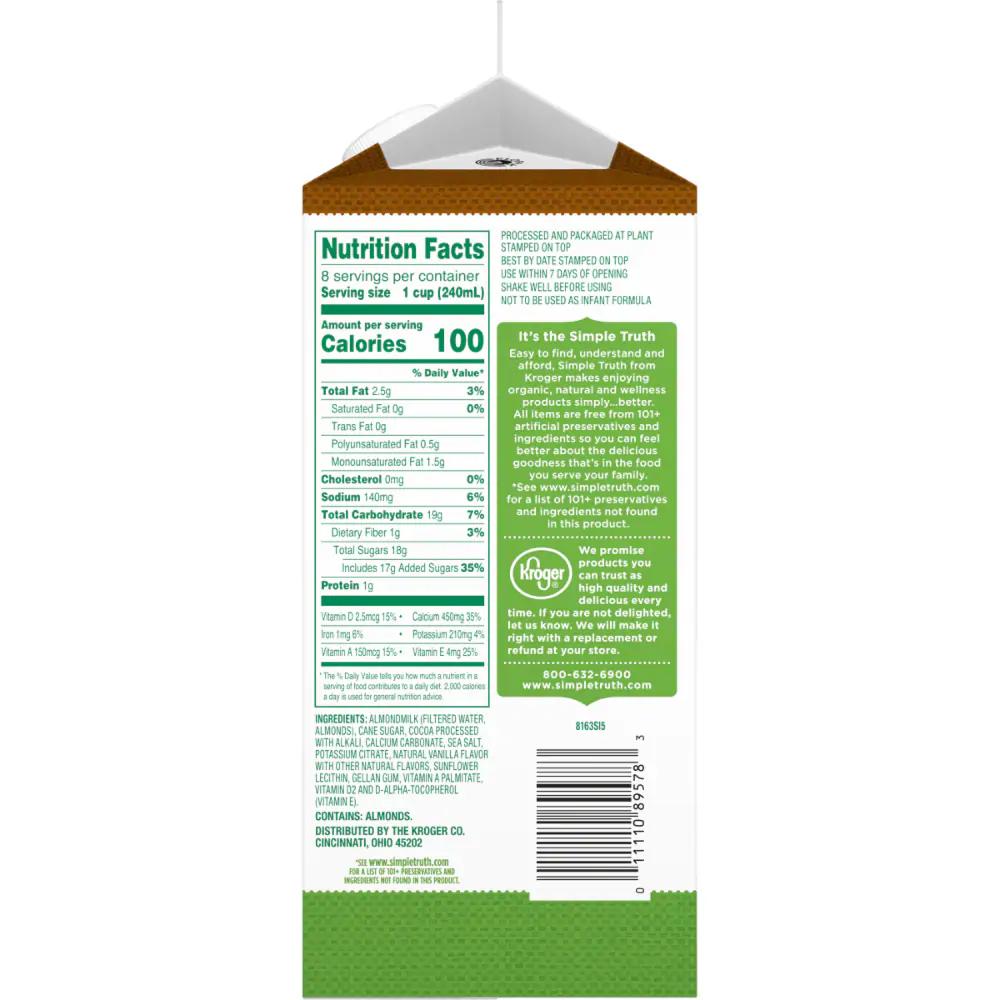 Nutrition Facts
8 servings per container
Serving size 1 cup (240mL)
Amount per serving
Calories 100
% Daily Value*
Total Fat 2.5g 3%
Saturated Fat 0g 0%
Trans Fat 0g
Polyunsaturated Fat 0.5g
Monounsaturated Fat 1.5g
Cholesterol 0mg 0%
Sodium 140mg 6%
Total Carbohydrate 19g 7%
Dietary Fiber 1g 3%
Total Sugars 18g
Includes 17g Added Sugars 35%
Protein 1g
Vitamin D 2.5mcg 15% • Calcium 450mg 35%
Iron 1mg 6% • Potassium 210mg 4%
Vitamin A 150mcg 15% • Vitamin E 4mg 25%
* The % Daily Value tells you how much a nutrient in a
serving of food contributes to a daily diet. 2,000 calories
a day is used for general nutrition advice.
INGREDIENTS: ALMONDMILK (FILTERED WATER,
ALMONDS), CANE SUGAR, COCOA PROCESSED
WITH ALKALI, CALCIUM CARBONATE, SEA SALT,
POTASSIUM CITRATE, NATURAL VANILLA FLAVOR
WITH OTHER NATURAL FLAVORS, SUNFLOWER
LECITHIN, GELLAN GUM, VITAMIN A PALMITATE,
VITAMIN D2 AND D-ALPHA-TOCOPHEROL
(VITAMIN E).
CONTAINS: ALMONDS.
DISTRIBUTED BY THE KROGER CO.
CINCINNATI, OHIO 45202
*SEE www.simpletruth.com
FOR A LIST OF 101+ PRESERVATIVES AND
INGREDIENTS NOT FOUND IN THIS PRODUCT.
PROCESSED AND PACKAGED AT PLANT
STAMPED ON TOP
BEST BY DATE STAMPED ON TOP
USE WITHIN 7 DAYS OF OPENING
SHAKE WELL BEFORE USING
NOT TO BE USED AS INFANT FORMULA
It's the Simple Truth
Easy to find, understand and
afford, Simple Truth from
Kroger makes enjoying
organic, natural and wellness
products simply...better.
All items are free from 101+
artificial preservatives and
ingredients so you can feel
better about the delicious
goodness that's in the food
you serve your family.
*See www.simpletruth.com
for a list of 101+ preservatives
and ingredients not found
in this product.
Kroger®
We promise
products you
can trust as
high quality and
delicious every
time. If you are not delighted,
let us know. We will make it
right with a replacement or
refund at your store.
800-632-6900
www.simpletruth.com
8163SI5
0 11110 89578 3